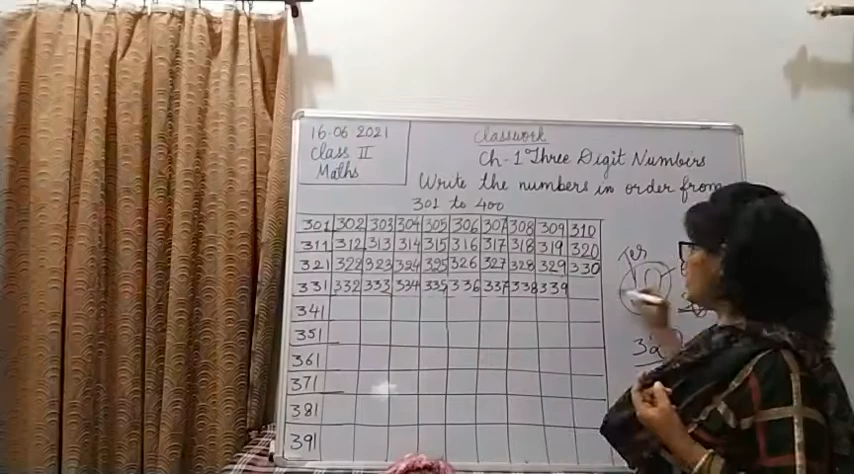 16-06 2021
Class II
Maths
Classwork
Ch-1 Three Digit Numbers
Write the numbers in order from
301 to 400
301 302 303 304 305 306 307 308 309 310
311 312 313 314 315 316 317 318 319 320
321 322 323 324 325 326 327 328 329 330
331 332 333 334 335 336 337 338 339
341
351
361
371
381
391